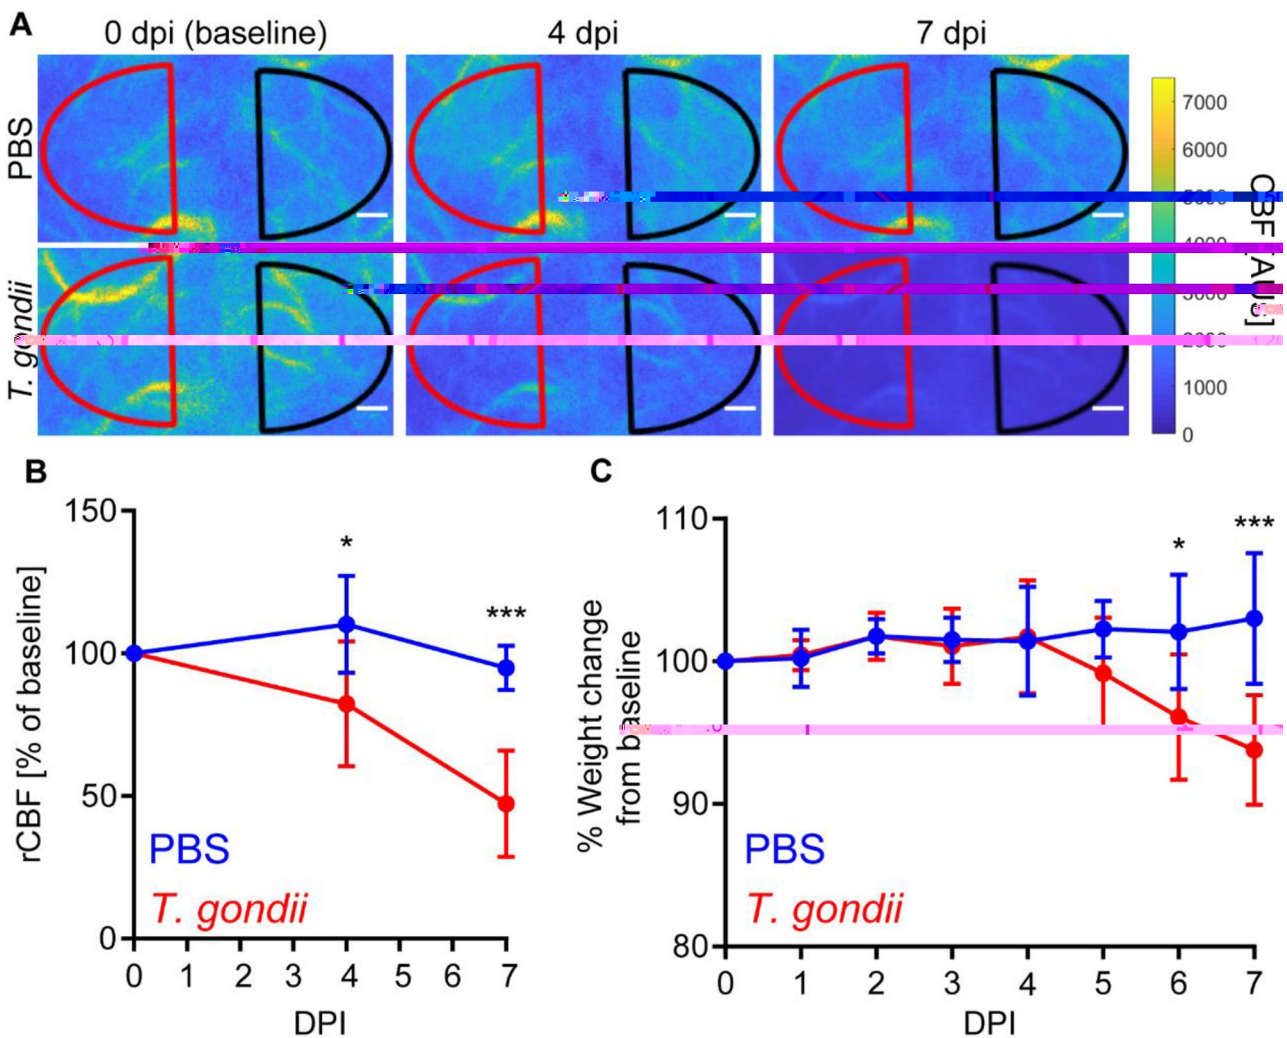 A
0 dpi (baseline)
4 dpi
7 dpi
PBS
T. gondii
7000
6000
1000
0
CBF [AUs]
B
150
100
50
0
rCBF [% of baseline]
*
***
PBS
T. gondii
0 1 2 3 4 5 6 7
DPI
C
110
100
90
80
% Weight change
from baseline
*
***
PBS
T. gondii
0 1 2 3 4 5 6 7
DPI